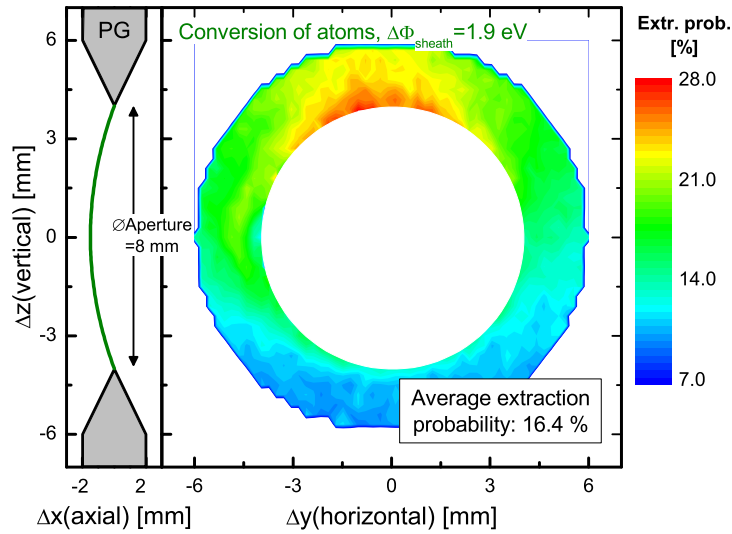 PG
Conversion of atoms, ΔΦsheath=1.9 eV
Extr. prob.
[%]
28.0
21.0
14.0
7.0
6
3
0
-3
-6
Δz(vertical) [mm]
∅Aperture
=8 mm
Average extraction
probability: 16.4 %
-2
2
-6
-3
0
3
6
Δx(axial) [mm]
Δy(horizontal) [mm]